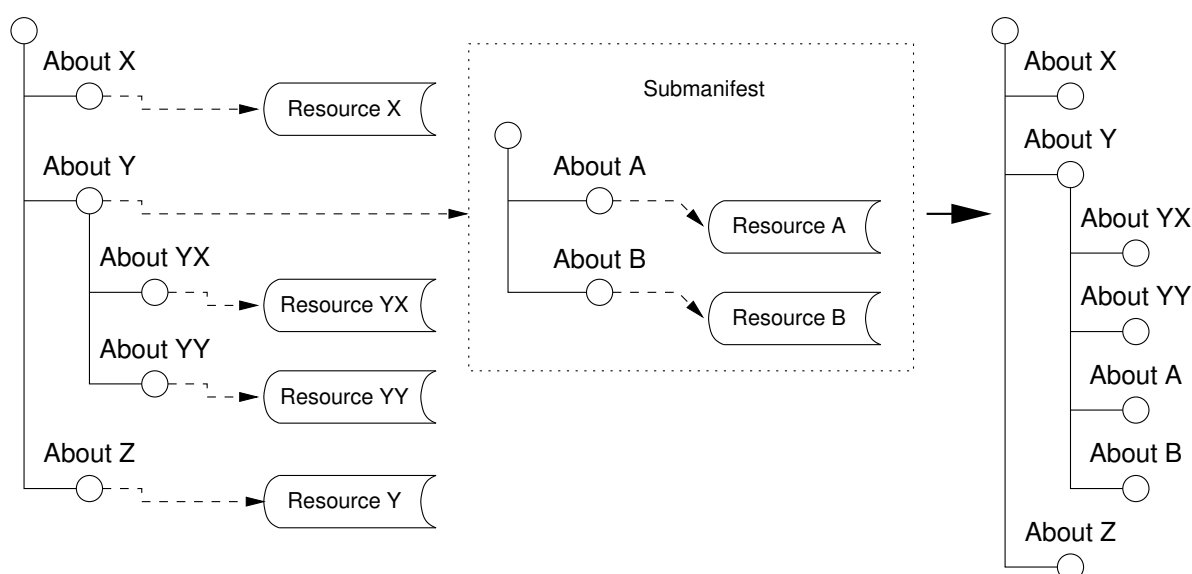 About X
Resource X
About Y
About YX
Resource YX
About YY
Resource YY
About Z
Resource Y
Submanifest
About A
Resource A
About B
Resource B
About X
About Y
About YX
About YY
About A
About B
About Z